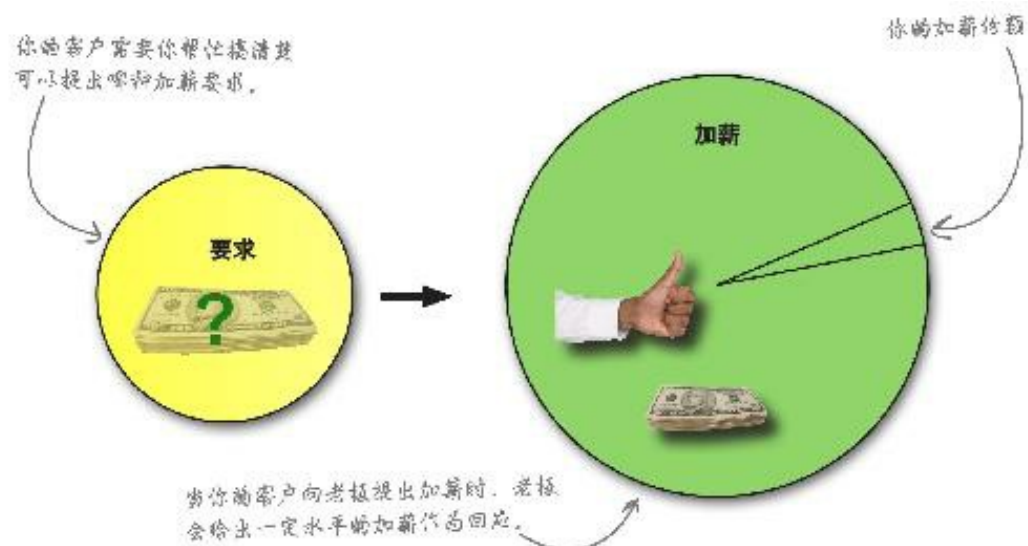 你的客户需要你帮忙搞清楚
可以提出哪种加薪要求。
你的加薪份额
加薪
要求
?
当你的客户向老板提出加薪时，老板
会给出一定水平的加薪作为回应。